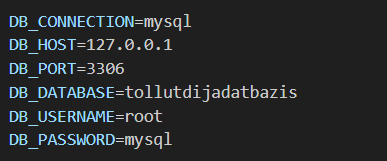 DB_CONNECTION=mysql
DB_HOST=127.0.0.1
DB_PORT=3306
DB_DATABASE=tollutdijadatbazis
DB_USERNAME=root
DB_PASSWORD=mysql